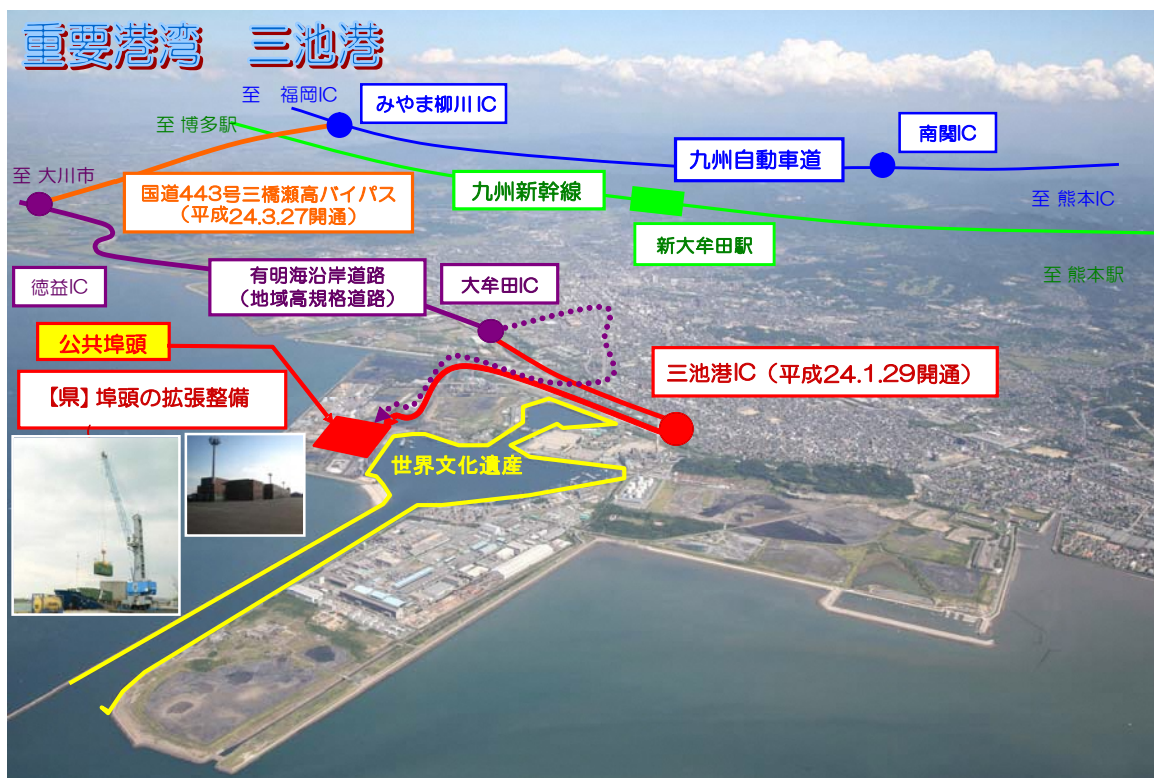 重要港湾 三池港
至 福岡IC
みやま柳川IC
至 博多駅
南関IC
九州自動車道
至 大川市
国道443号三橋瀬高バイパス
(平成24.3.27開通)
九州新幹線
至 熊本IC
新大牟田駅
至 熊本駅
徳益IC
有明海沿岸道路
(地域高規格道路)
大牟田IC
公共埠頭
三池港IC(平成24.1.29開通)
【県】埠頭の拡張整備
世界文化遺産